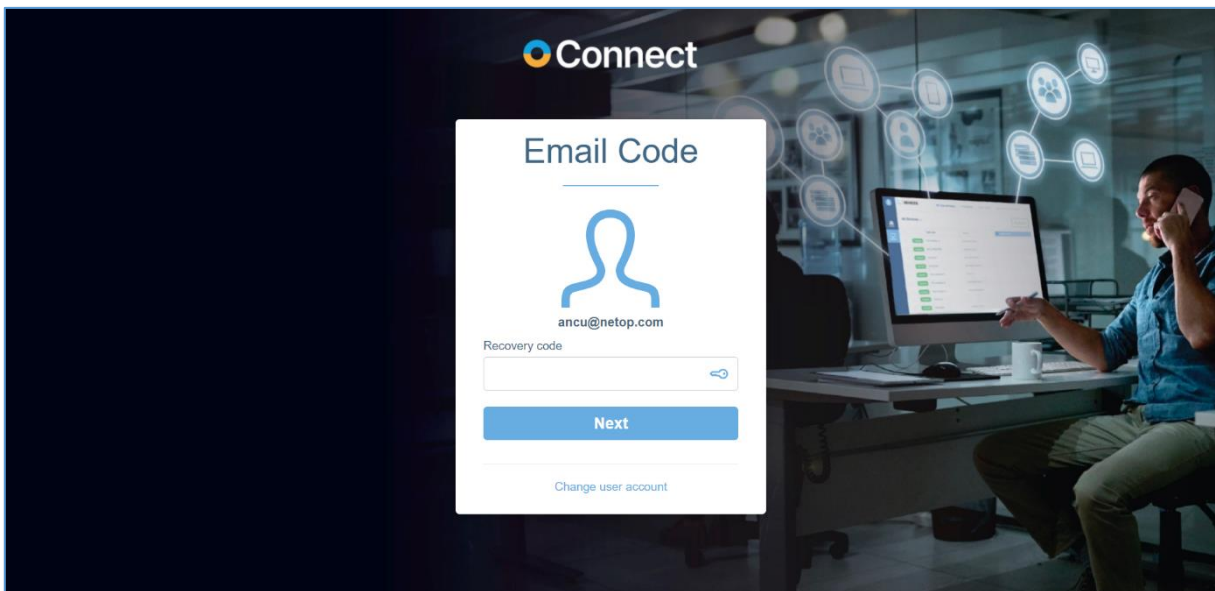 Connect
Email Code
ancu@netop.com
Recovery code
Next
Change user account